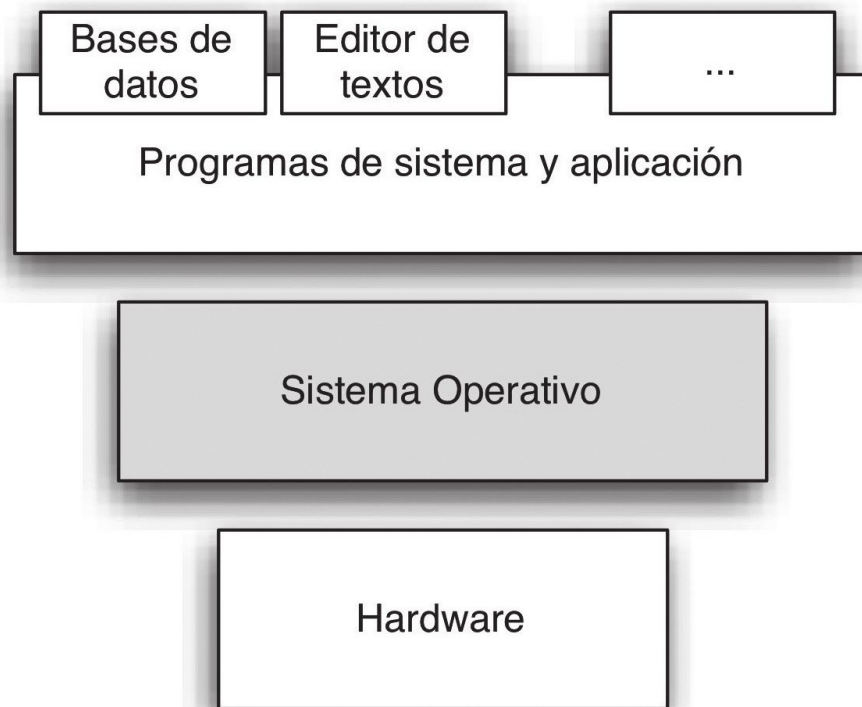 Bases de
datos
Editor de
textos
...
Programas de sistema y aplicación
Sistema Operativo
Hardware